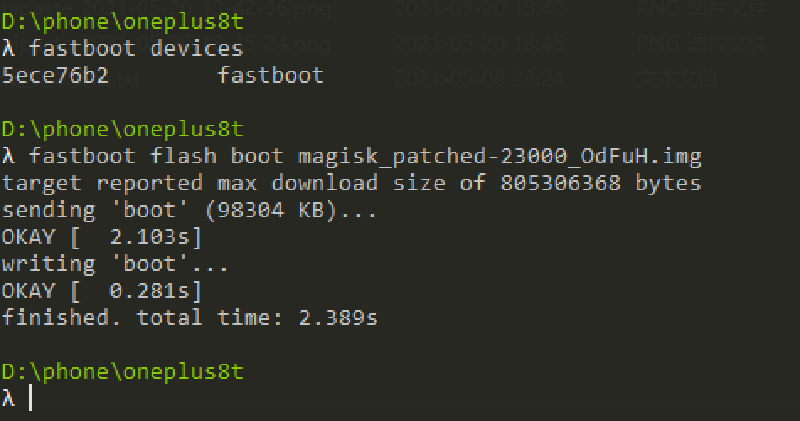 D:\phone\oneplus8t
λ fastboot devices
5ece76b2        fastboot
D:\phone\oneplus8t
λ fastboot flash boot magisk_patched-23000_OdFuH.img
target reported max download size of 805306368 bytes
sending 'boot' (98304 KB)...
OKAY [  2.103s]
writing 'boot'...
OKAY [  0.281s]
finished. total time: 2.389s
D:\phone\oneplus8t
λ